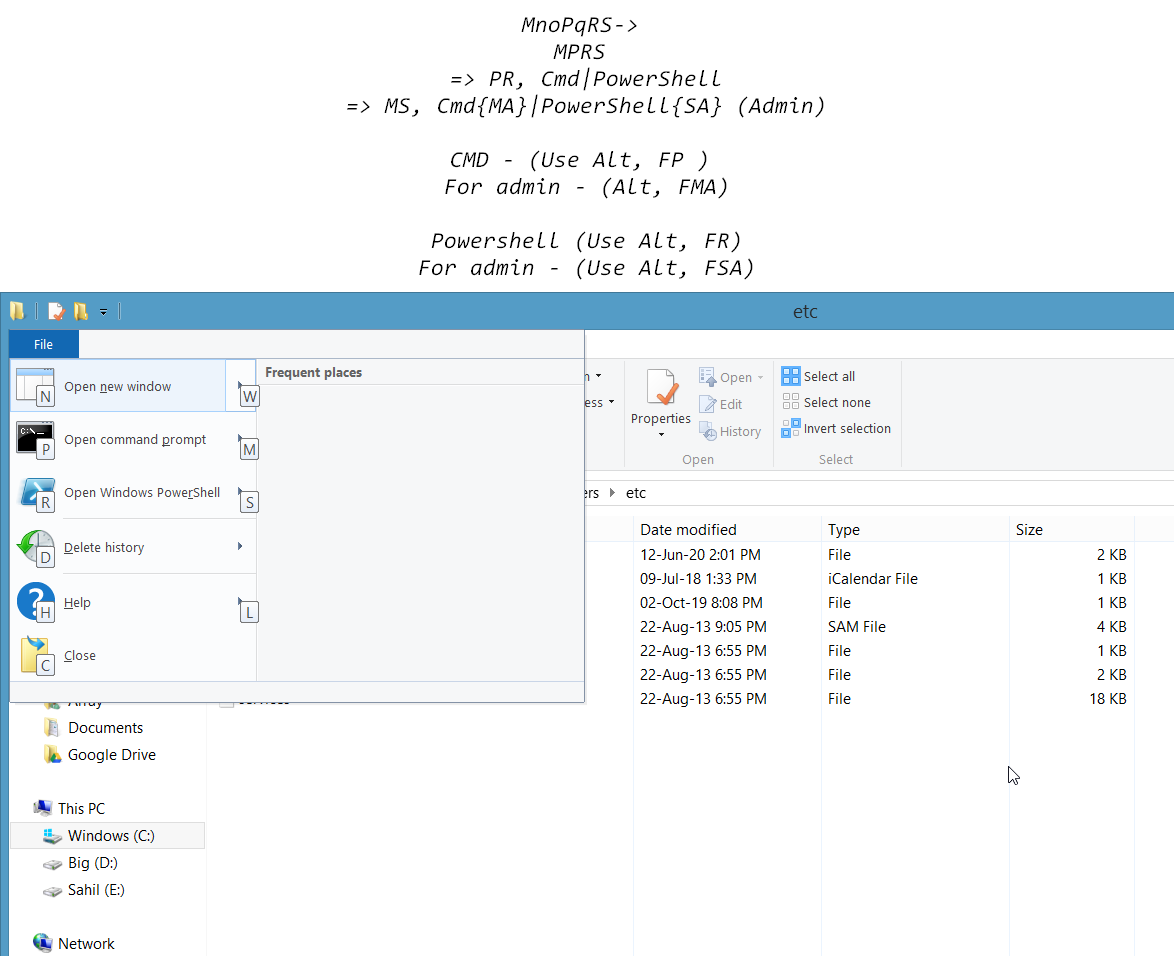 MnoPqRS->
MPRS
=> PR, Cmd|PowerShell
=> MS, Cmd{MA}|PowerShell{SA} (Admin)
CMD - (Use Alt, FP )
For admin - (Alt, FMA)
Powershell (Use Alt, FR)
For admin - (Use Alt, FSA)
etc
File
Open new window
N
W
Frequent places
Open command prompt
P
M
Open Windows PowerShell
R
S
Delete history
D
Help
H
L
Close
C
n
ess
Properties
Open
Edit
History
Open
Select all
Select none
Invert selection
Select
ers
etc
Date modified Type Size
12-Jun-20 2:01 PM File 2 KB
09-Jul-18 1:33 PM iCalendar File 1 KB
02-Oct-19 8:08 PM File 1 KB
22-Aug-13 9:05 PM SAM File 4 KB
22-Aug-13 6:55 PM File 1 KB
22-Aug-13 6:55 PM File 2 KB
22-Aug-13 6:55 PM File 18 KB
Documents
Google Drive
This PC
Windows (C:)
Big (D:)
Sahil (E:)
Network